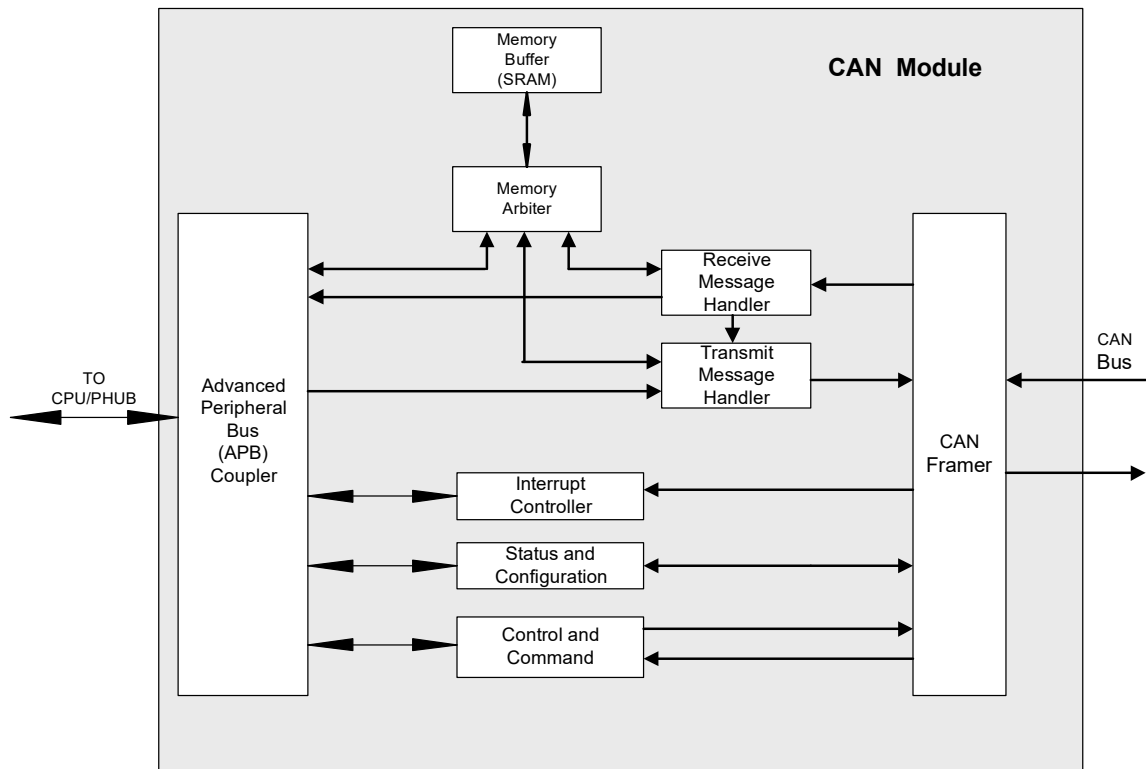 Memory
Buffer
(SRAM)
CAN Module
Memory
Arbiter
Receive
Message
Handler
Transmit
Message
Handler
CAN
Bus
TO
CPU/PHUB
Advanced
Peripheral
Bus
(APB)
Coupler
CAN
Framer
Interrupt
Controller
Status and
Configuration
Control and
Command